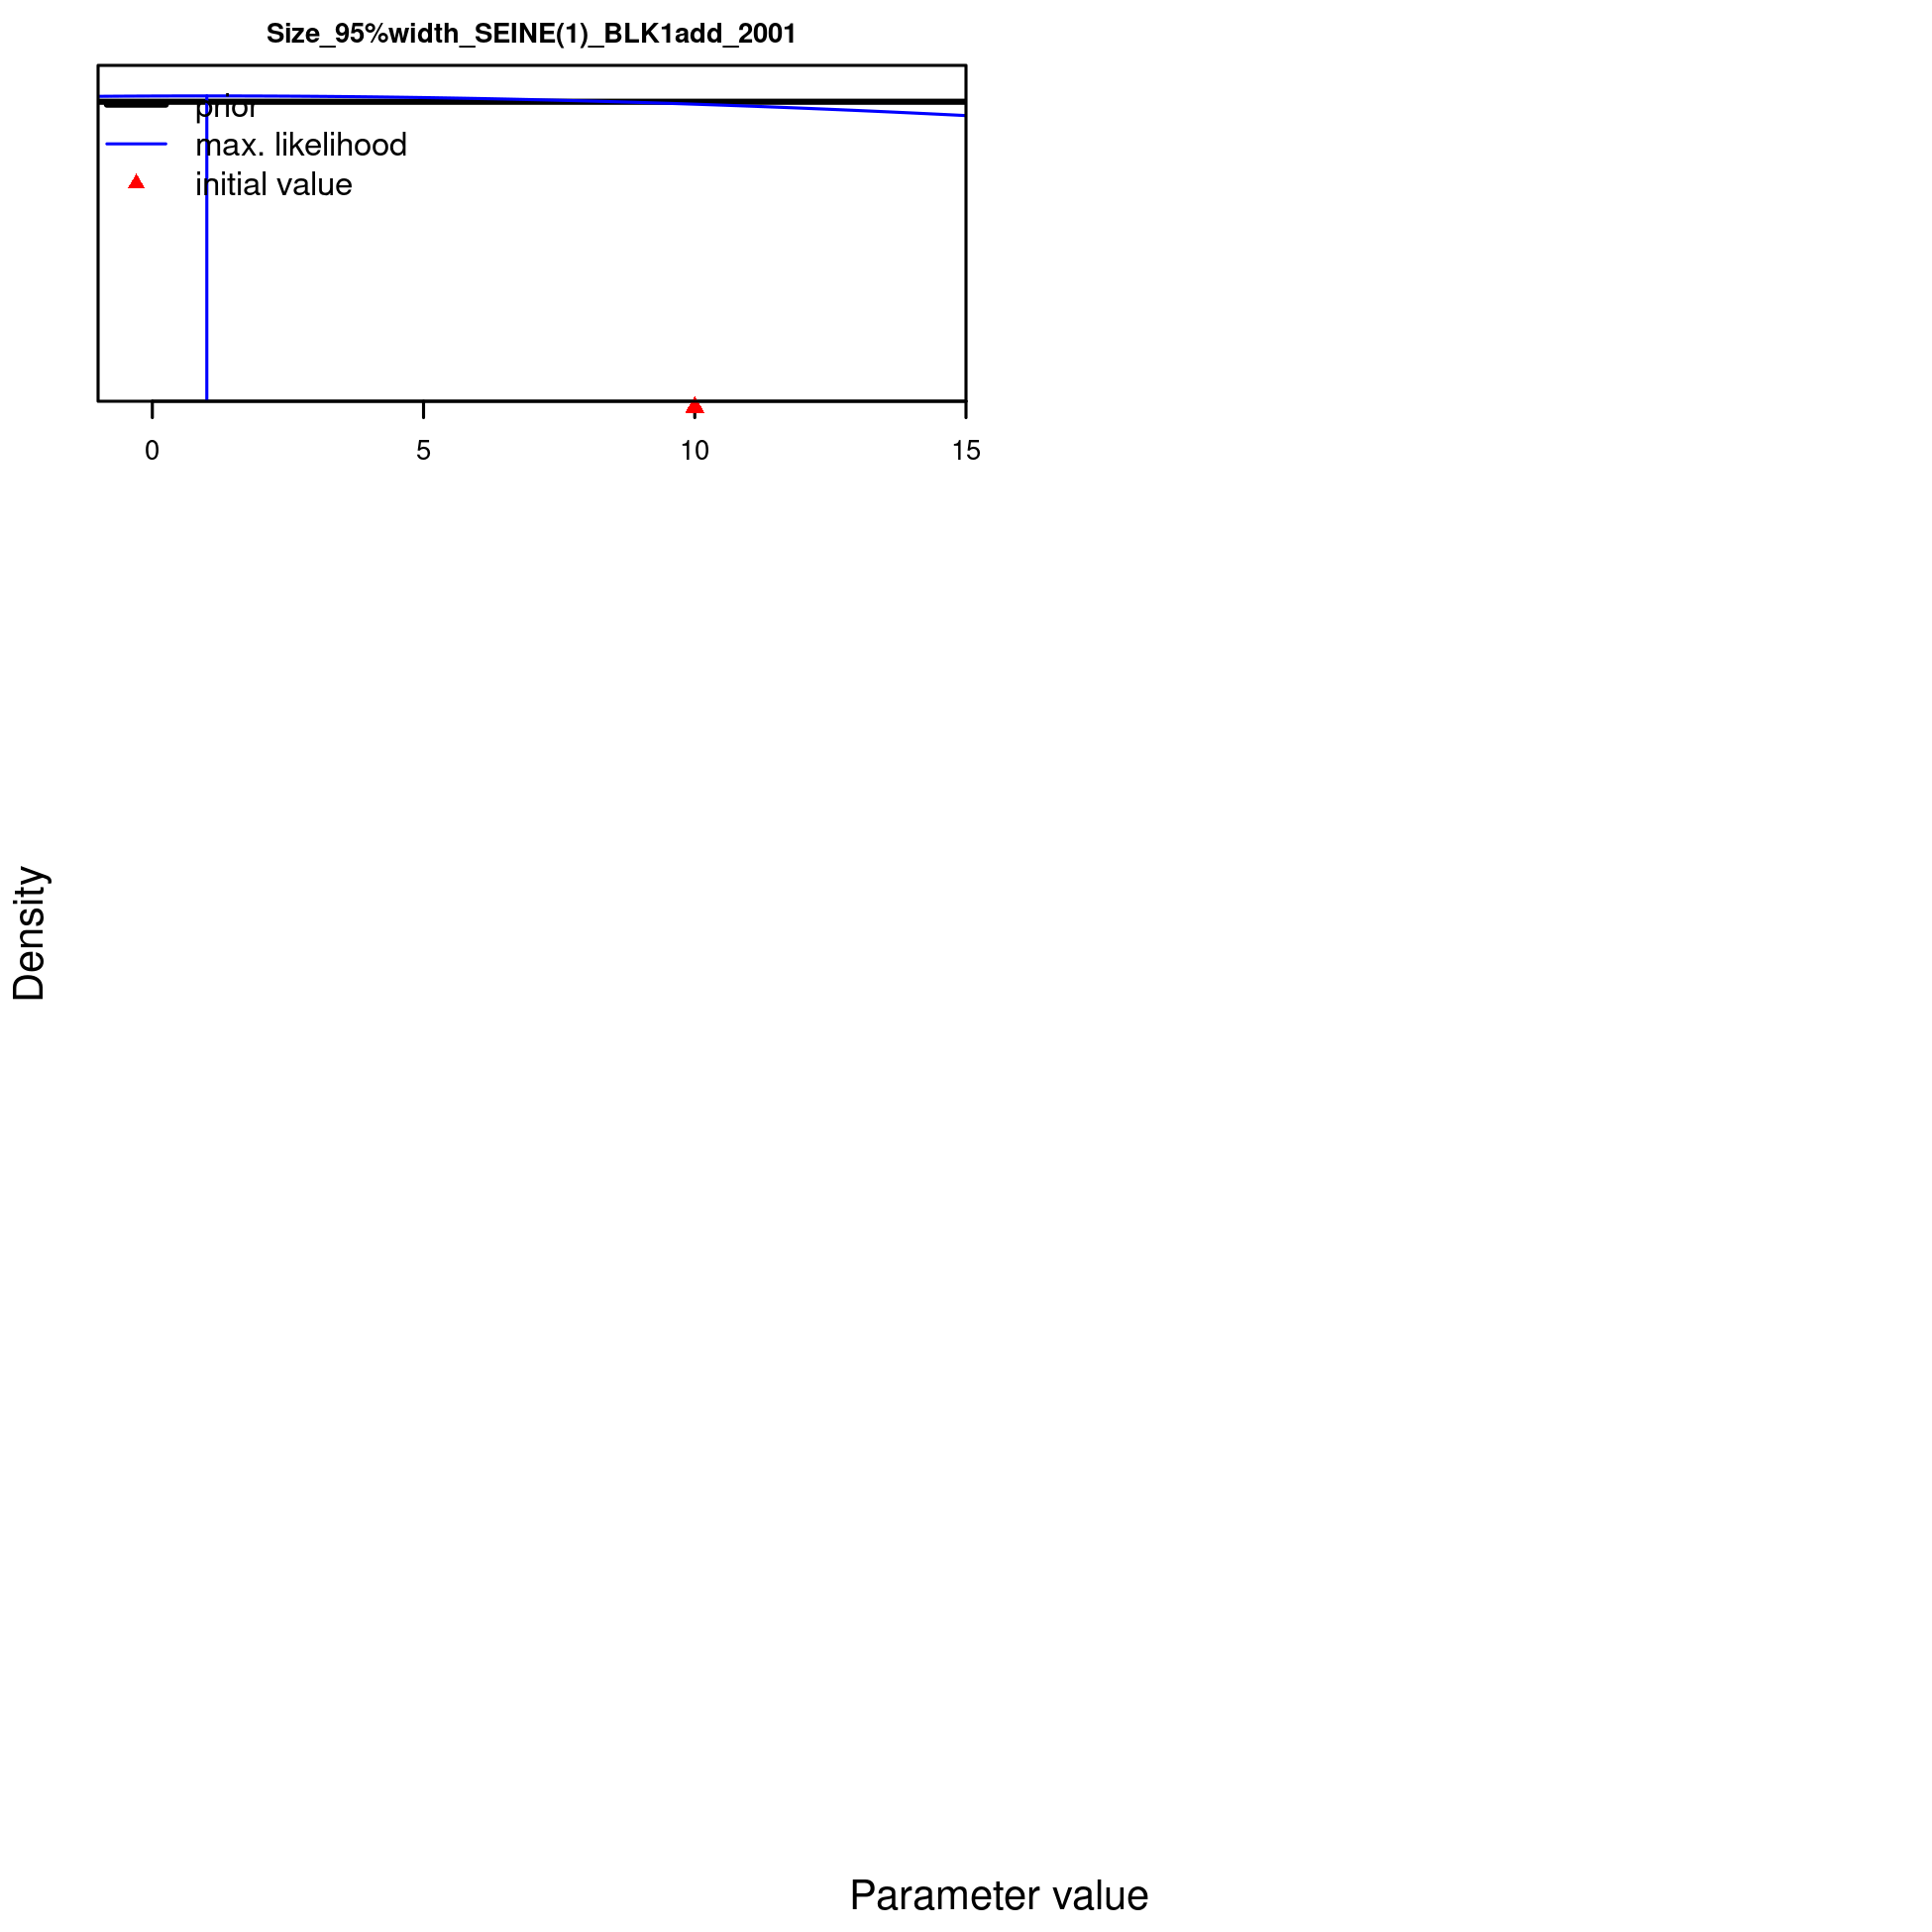 Size_95%width_SEINE(1)_BLK1add_2001
prior
max. likelihood
initial value
0 5 10 15
Density
Parameter value